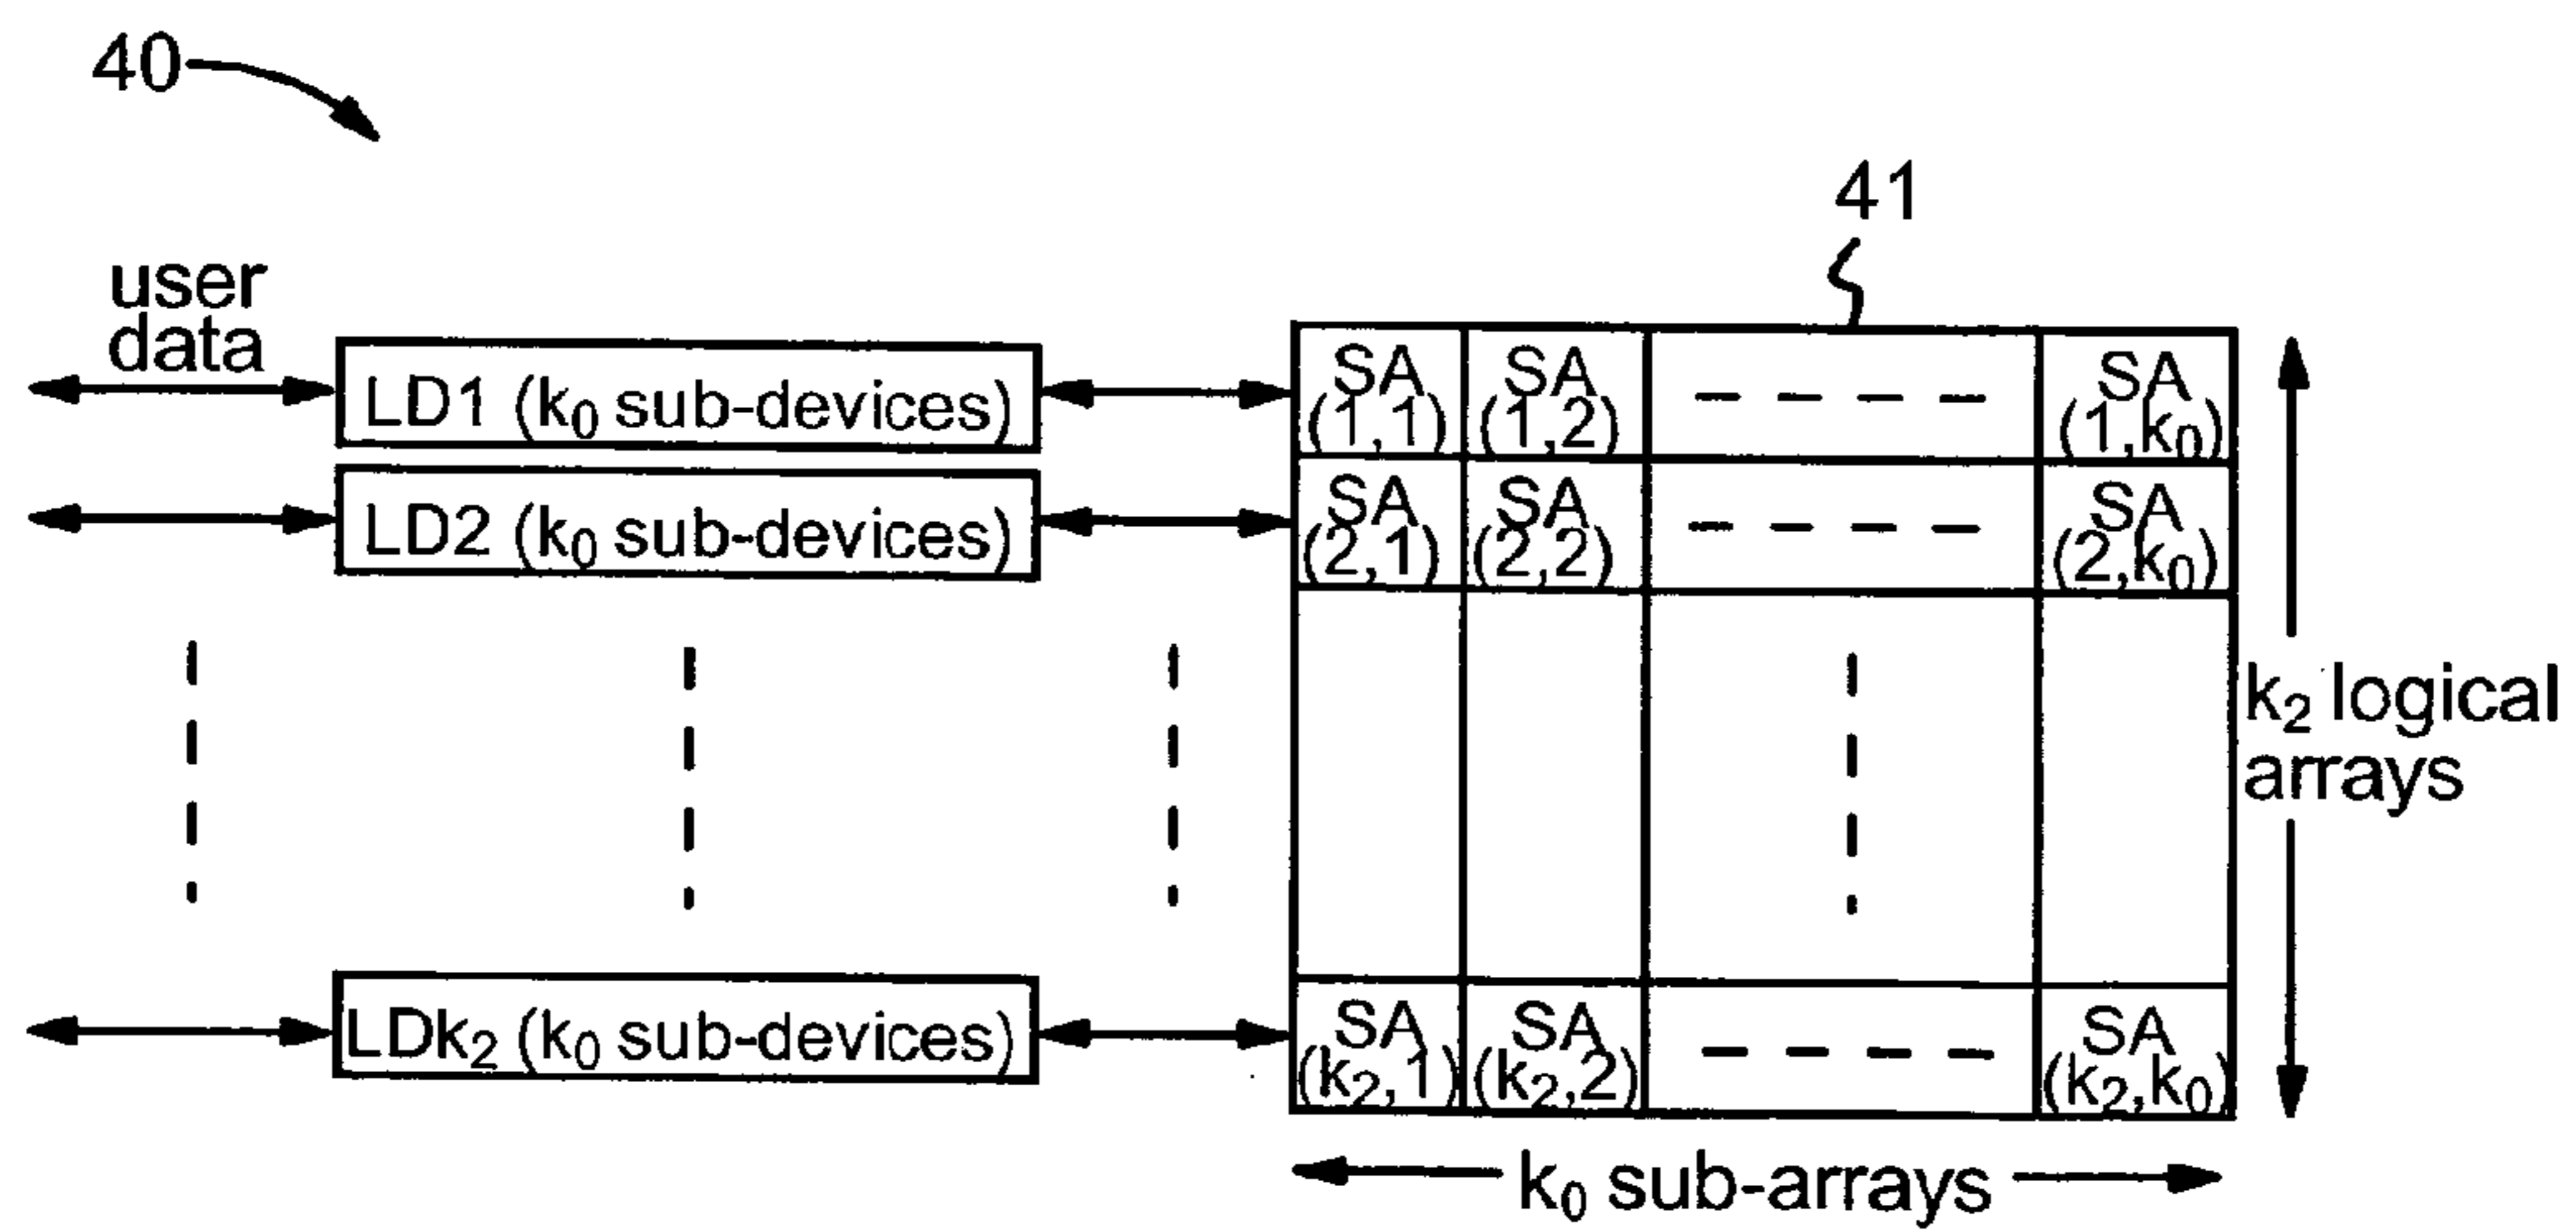 40
41
user
data
LD1 (k₀ sub-devices)
SA
(1,1)
SA
(1,2)
SA
(1,k₀)
LD2 (k₀ sub-devices)
SA
(2,1)
SA
(2,2)
SA
(2,k₀)
k₂ logical
arrays
LDk₂ (k₀ sub-devices)
SA
(k₂,1)
SA
(k₂,2)
SA
(k₂,k₀)
k₀ sub-arrays